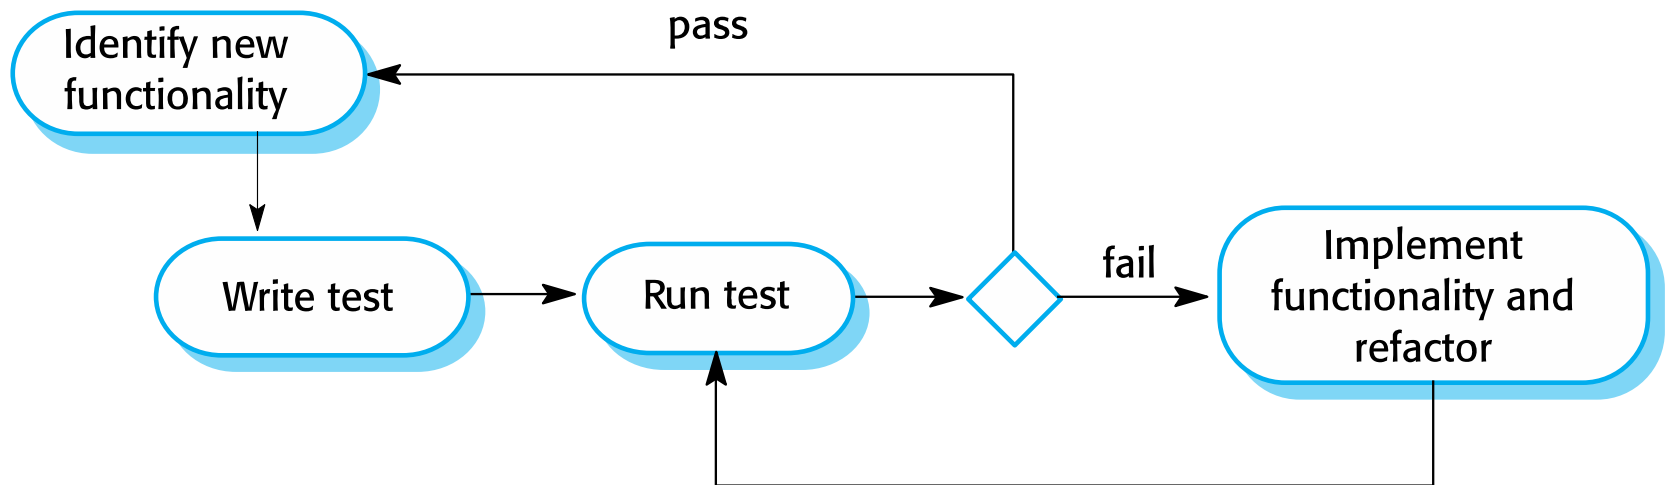 Identify new
functionality
pass
Write test
Run test
fail
Implement
functionality and
refactor